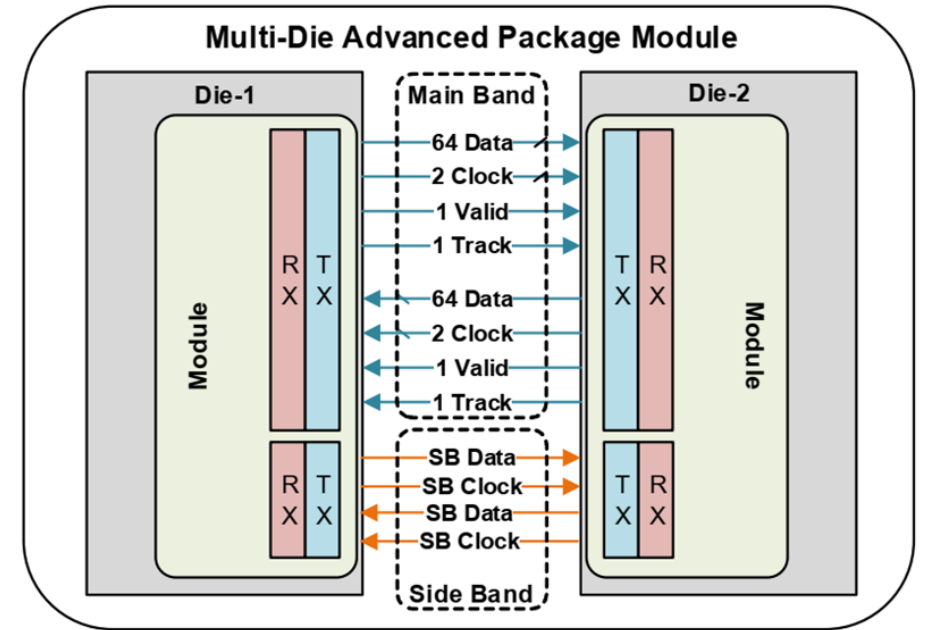 Multi-Die Advanced Package Module
Die-1
Main Band
Die-2
64 Data
2 Clock
1 Valid
1 Track
64 Data
2 Clock
1 Valid
1 Track
R
X
T
X
T
X
R
X
Module
Module
SB Data
SB Clock
SB Data
SB Clock
R
X
T
X
T
X
R
X
Side Band